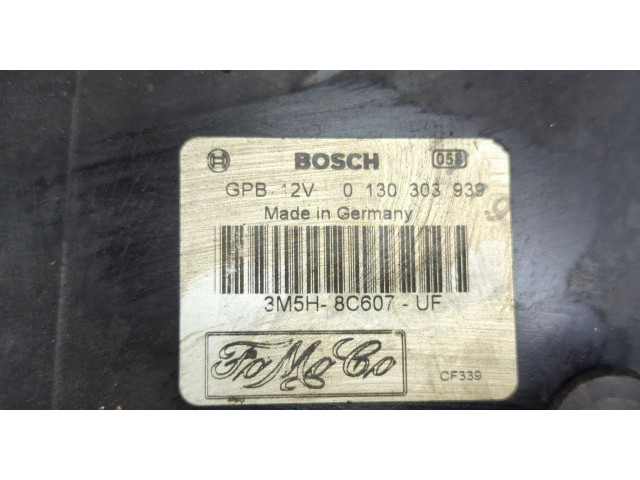 BOSCH 058
GPB 12V 0 130 303 939
Made in Germany
3M5H-8C607-UF
FoMoCo
CF339